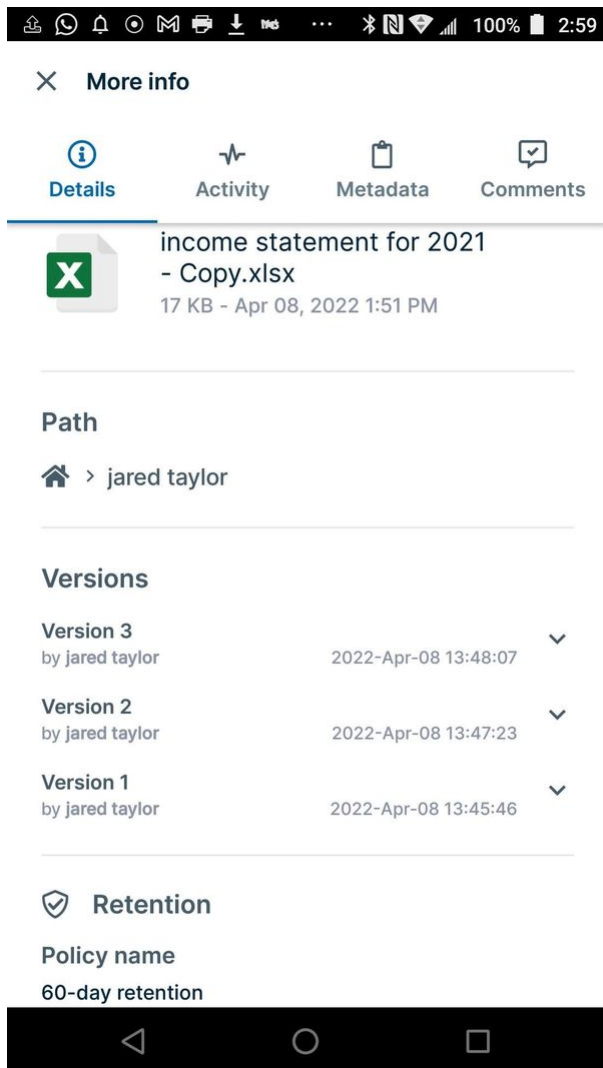 100% 2:59
More info
Details Activity Metadata Comments
income statement for 2021
- Copy.xlsx
17 KB - Apr 08, 2022 1:51 PM
Path
> jared taylor
Versions
Version 3
by jared taylor 2022-Apr-08 13:48:07
Version 2
by jared taylor 2022-Apr-08 13:47:23
Version 1
by jared taylor 2022-Apr-08 13:45:46
Retention
Policy name
60-day retention